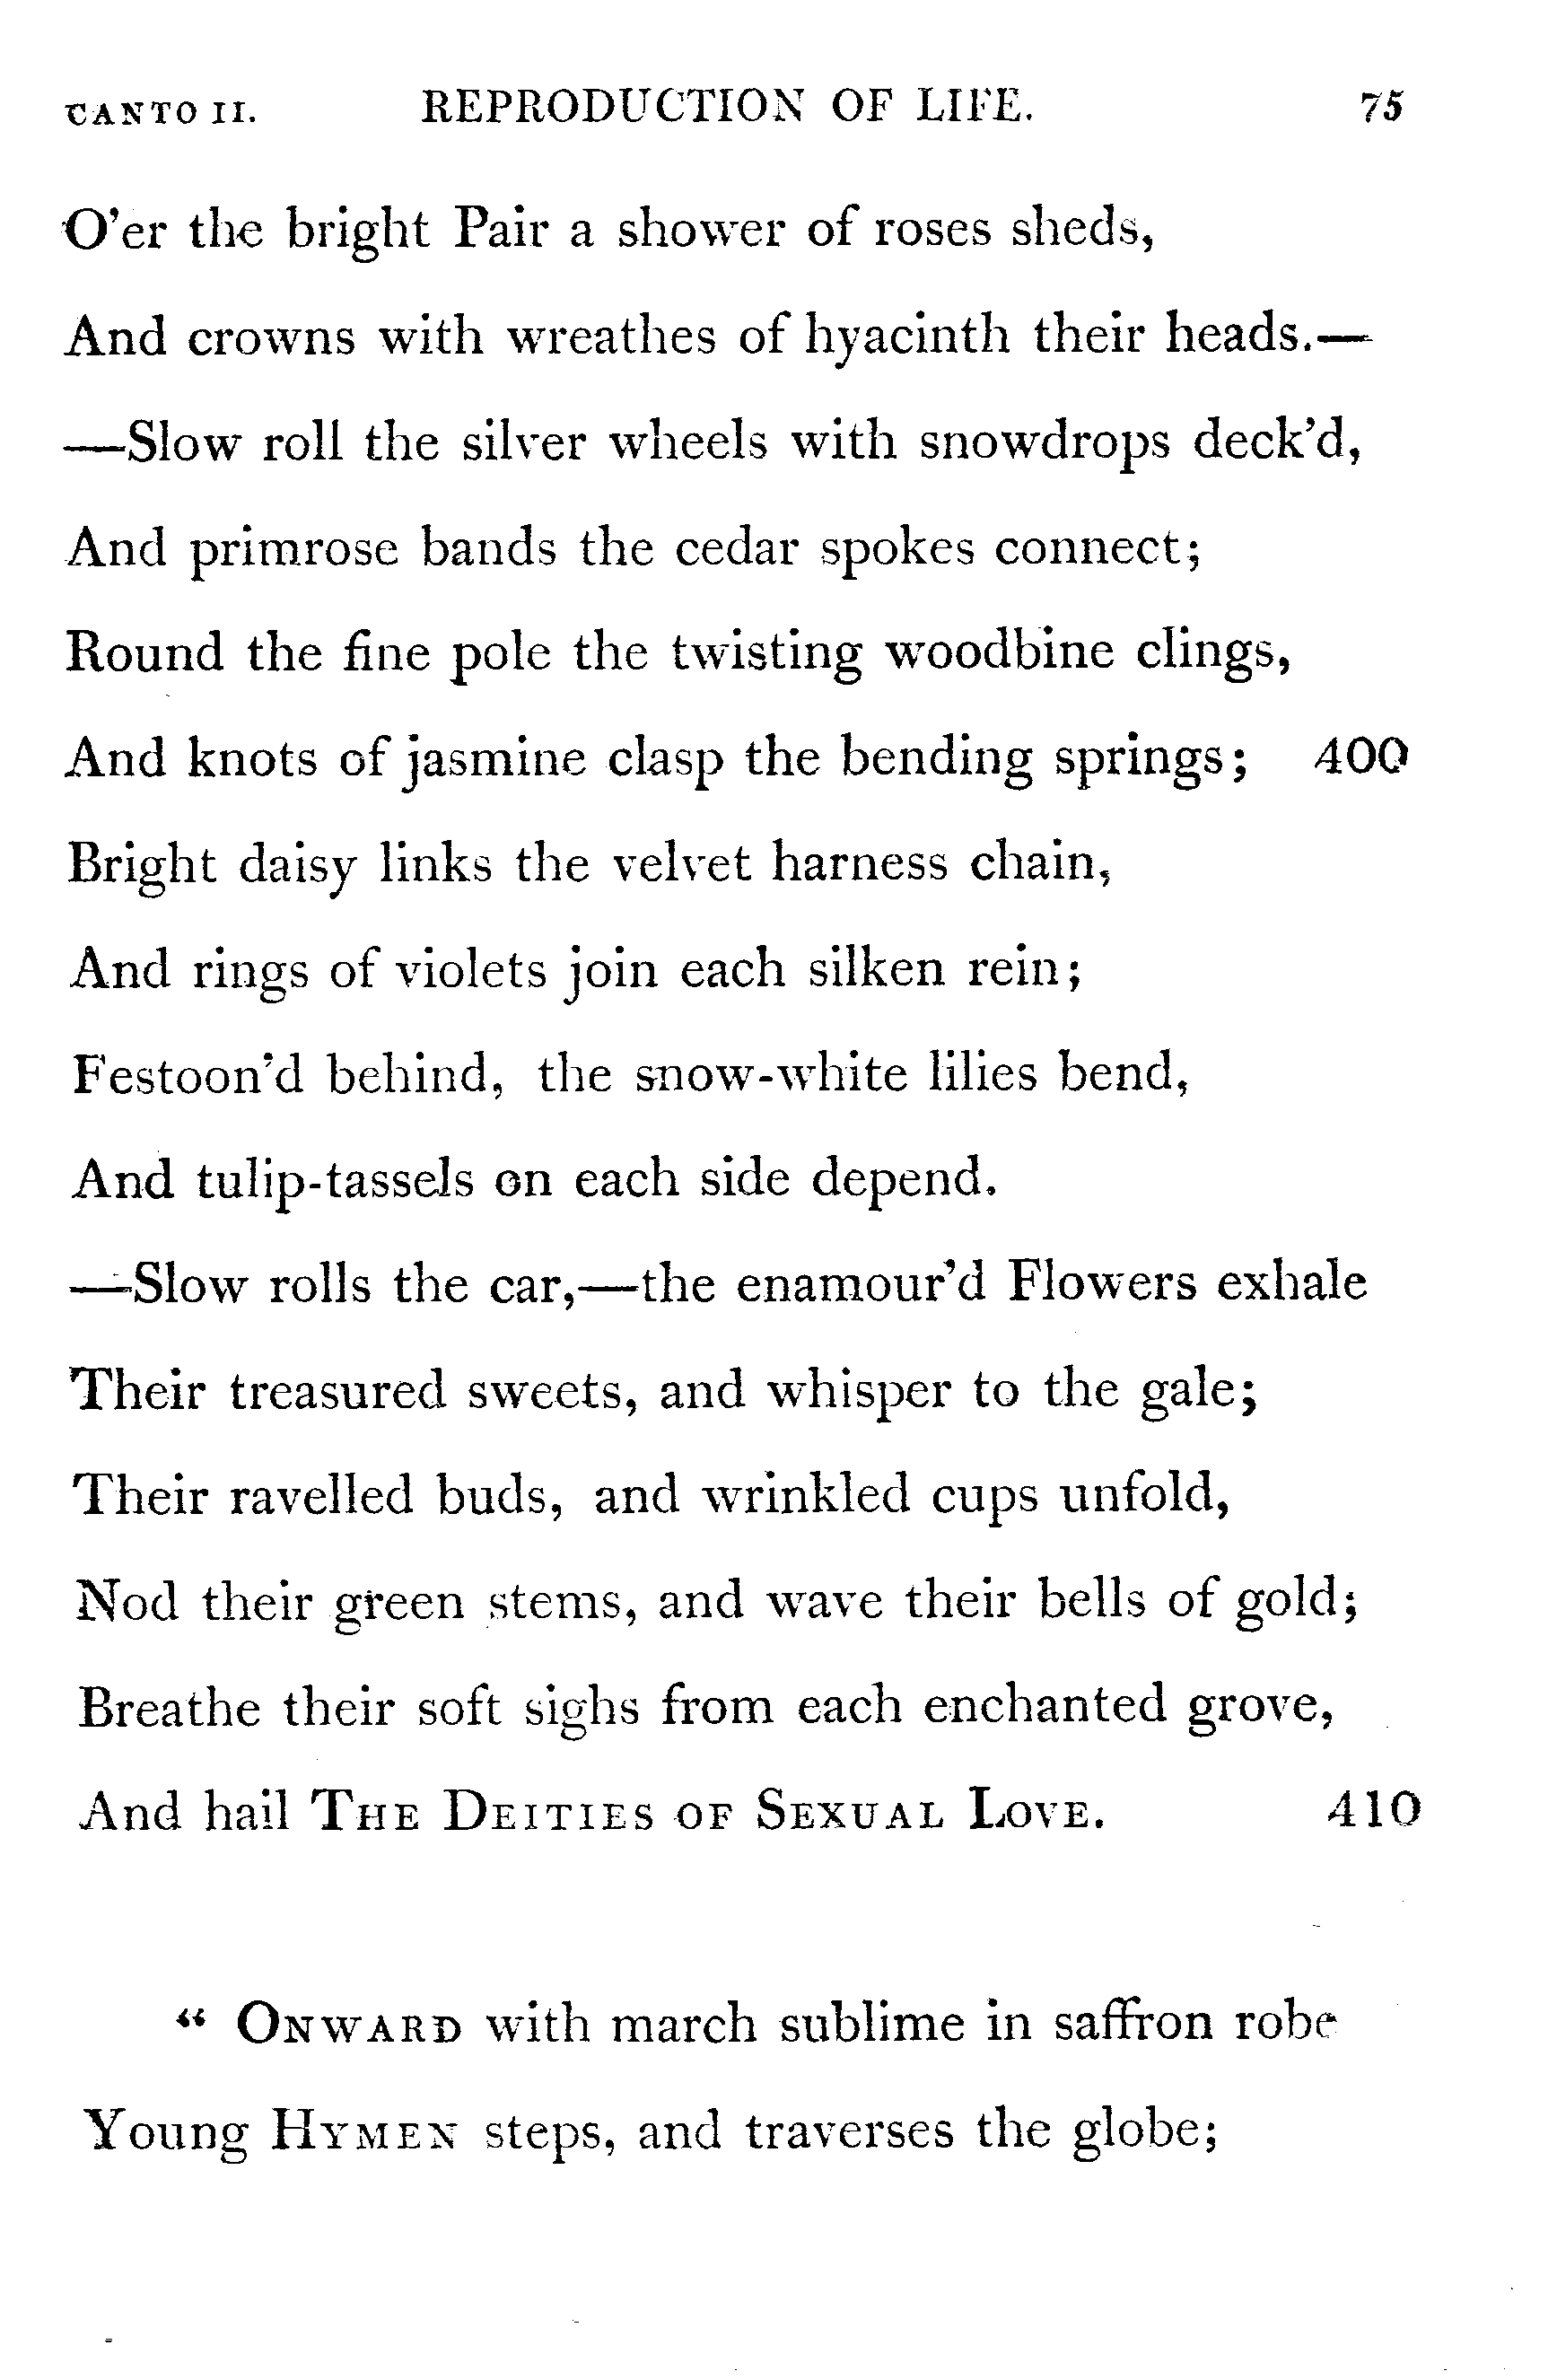 CANTO II. REPRODUCTION OF LIFE. 75
O'er the bright Pair a shower of roses sheds,
And crowns with wreathes of hyacinth their heads.—
—Slow roll the silver wheels with snowdrops deck'd,
And primrose bands the cedar spokes connect;
Round the fine pole the twisting woodbine clings,
And knots of jasmine clasp the bending springs; 400
Bright daisy links the velvet harness chain,
And rings of violets join each silken rein;
Festoon'd behind, the snow-white lilies bend,
And tulip-tassels on each side depend.
—Slow rolls the car,—the enamour'd Flowers exhale
Their treasured sweets, and whisper to the gale;
Their ravelled buds, and wrinkled cups unfold,
Nod their green stems, and wave their bells of gold;
Breathe their soft sighs from each enchanted grove,
And hail THE DEITIES OF SEXUAL LOVE. 410
“ ONWARD with march sublime in saffron robe
Young HYMEN steps, and traverses the globe;